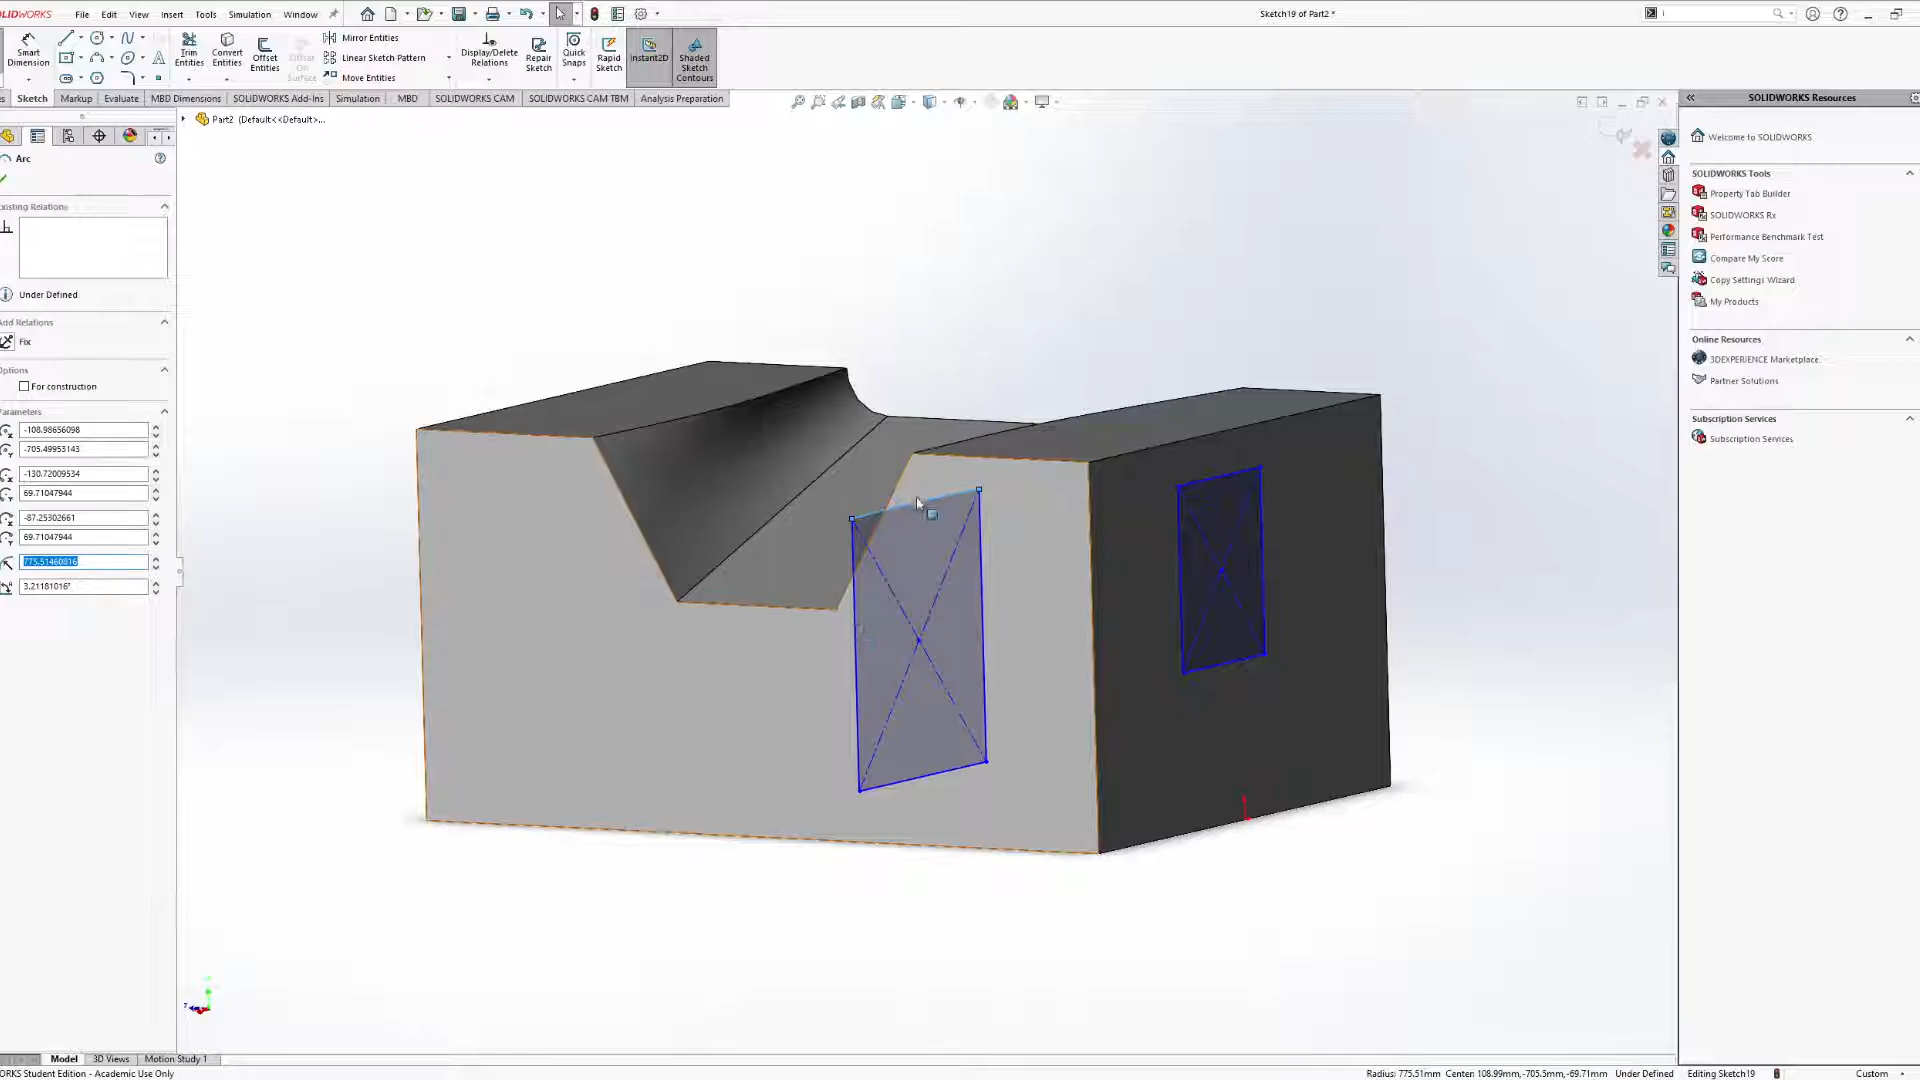 SOLIDWORKS File Edit View Insert Tools Simulation Window Sketch19 of Part2 *
Smart Dimension
Trim Entities
Convert Entities
Offset Entities
Offset On Surface
Mirror Entities
Linear Sketch Pattern
Move Entities
Display/Delete Relations
Repair Sketch
Quick Snaps
Rapid Sketch
Instant2D
Shaded Sketch Contours
Sketch Markup Evaluate MBD Dimensions SOLIDWORKS Add-Ins Simulation MBD SOLIDWORKS CAM SOLIDWORKS CAM TBM Analysis Preparation
Part2 (Default<<Default>...
Arc
Existing Relations
Under Defined
Add Relations
Fix
Options
For construction
Parameters
-108.98656098
-705.49953143
-130.72009534
69.71047944
-87.25302661
69.71047944
775.51460816
3.21181016°
SOLIDWORKS Resources
Welcome to SOLIDWORKS
SOLIDWORKS Tools
Property Tab Builder
SOLIDWORKS Rx
Performance Benchmark Test
Compare My Score
Copy Settings Wizard
My Products
Online Resources
3DEXPERIENCE Marketplace
Partner Solutions
Subscription Services
Subscription Services
Model 3D Views Motion Study 1
ORKS Student Edition - Academic Use Only
Radius: 775.51mm Center: 108.99mm,-705.5mm,-69.71mm Under Defined Editing Sketch19 Custom